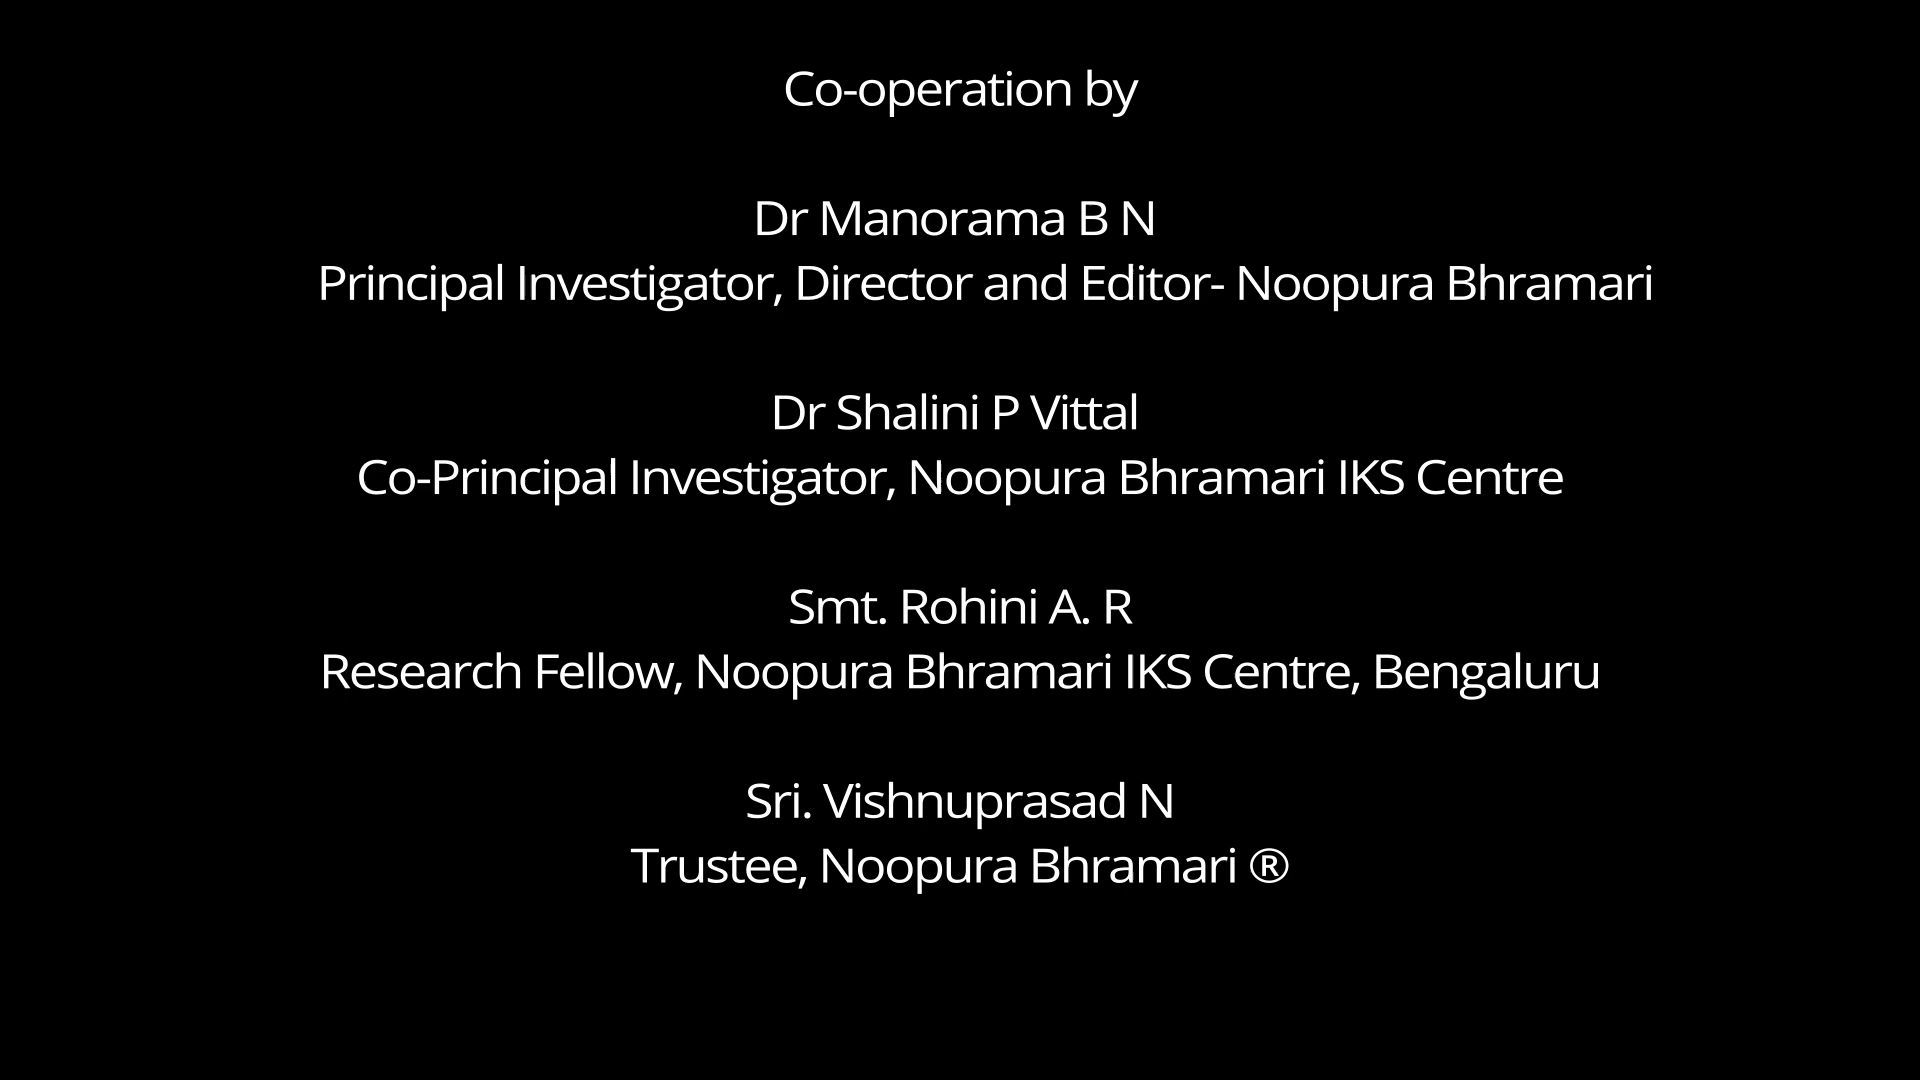 Co-operation by
Dr Manorama B N
Principal Investigator, Director and Editor- Noopura Bhramari
Dr Shalini P Vittal
Co-Principal Investigator, Noopura Bhramari IKS Centre
Smt. Rohini A. R
Research Fellow, Noopura Bhramari IKS Centre, Bengaluru
Sri. Vishnuprasad N
Trustee, Noopura Bhramari ®